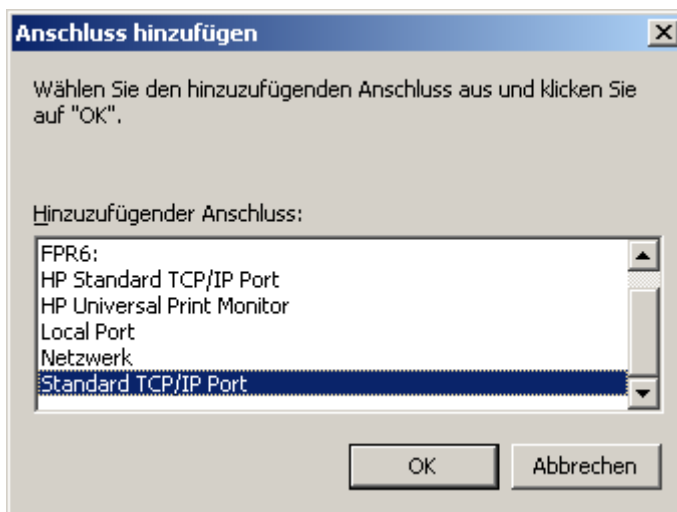 Anschluss hinzufügen
Wählen Sie den hinzuzufügenden Anschluss aus und klicken Sie
auf "OK".
Hinzuzufügender Anschluss:
FPR6:
HP Standard TCP/IP Port
HP Universal Print Monitor
Local Port
Netzwerk
Standard TCP/IP Port
OK
Abbrechen